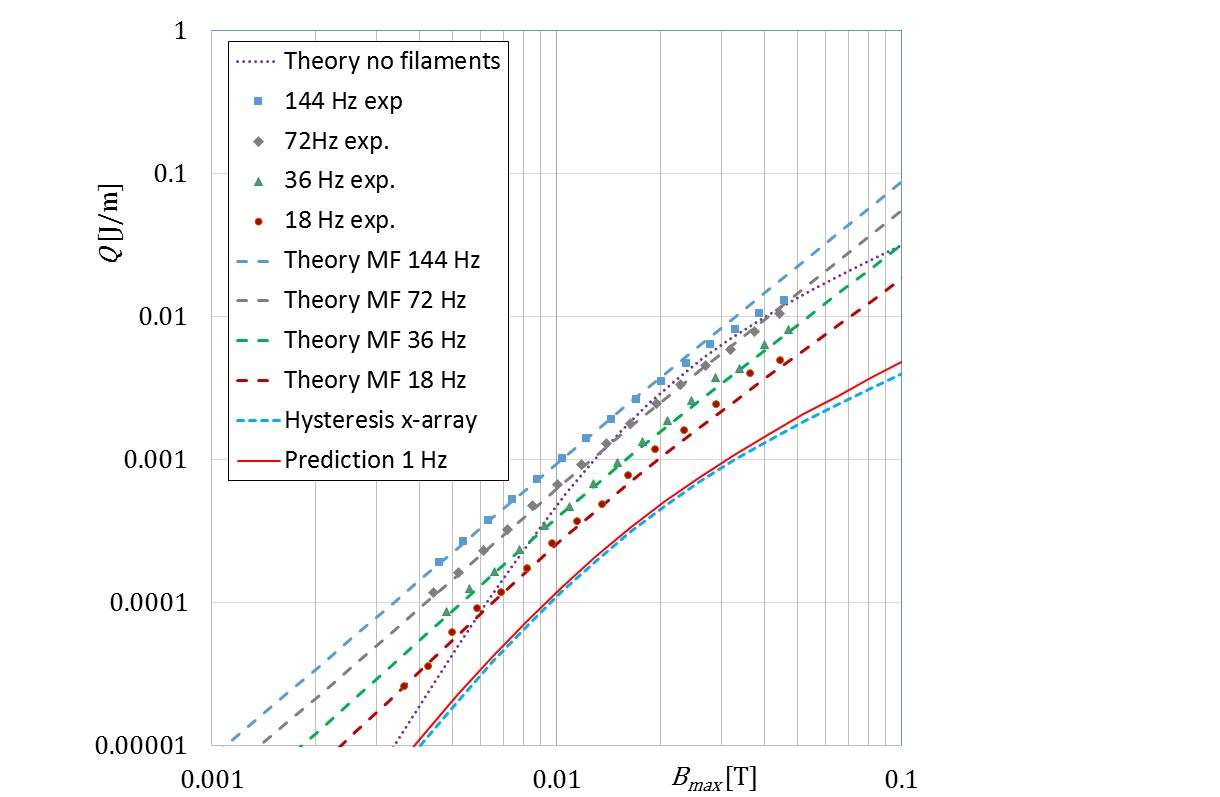 1
Theory no filaments
144 Hz exp
72Hz exp.
36 Hz exp.
18 Hz exp.
Theory MF 144 Hz
Theory MF 72 Hz
Theory MF 36 Hz
Theory MF 18 Hz
Hysteresis x-array
Prediction 1 Hz
Q [J/m]
0.1
0.01
0.001
0.0001
0.00001
0.001
0.01
Bmax [T]
0.1